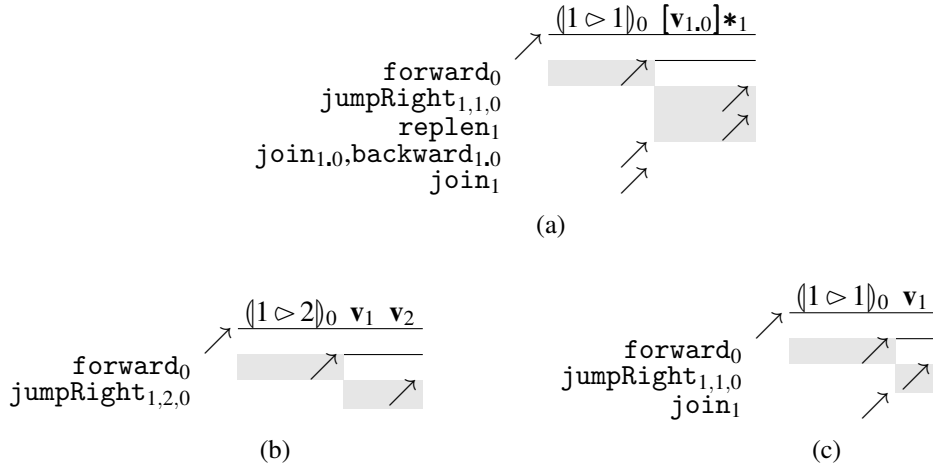 ⦇1 ▷ 1⦈₀ [v₁.₀]*₁
forward₀
jumpRight₁,₁,₀
replen₁
join₁.₀,backward₁.₀
join₁
(a)
⦇1 ▷ 2⦈₀ v₁ v₂
forward₀
jumpRight₁,₂,₀
(b)
⦇1 ▷ 1⦈₀ v₁
forward₀
jumpRight₁,₁,₀
join₁
(c)